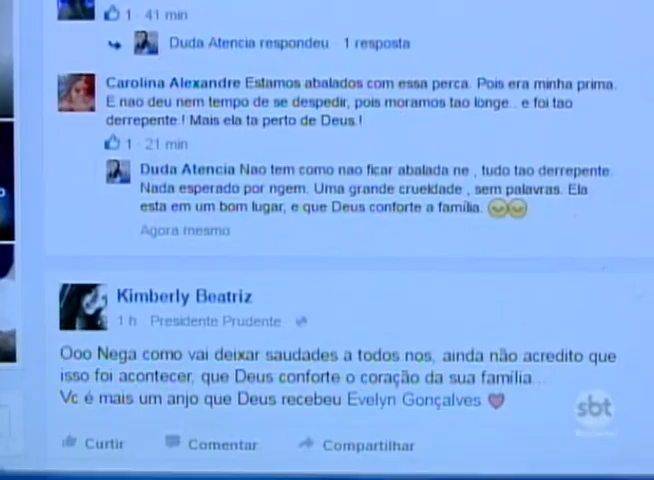 1 · 41 min
Duda Atencia respondeu · 1 resposta
Carolina Alexandre Estamos abalados com essa perca. Pois era minha prima.
E nao deu nem tempo de se despedir, pois moramos tao longe.. e foi tao
derrepente.! Mais ela ta perto de Deus.!
1 · 21 min
Duda Atencia Nao tem como nao ficar abalada ne , tudo tao derrepente.
Nada esperado por ngem. Uma grande crueldade , sem palavras. Ela
esta em um bom lugar, e que Deus conforte a família.
Agora mesmo
Kimberly Beatriz
1 h · Presidente Prudente ·
Ooo Nega como vai deixar saudades a todos nos, ainda não acredito que
isso foi acontecer, que Deus conforte o coração da sua família...
Vc é mais um anjo que Deus recebeu Evelyn Gonçalves
sbt
Curtir Comentar Compartilhar